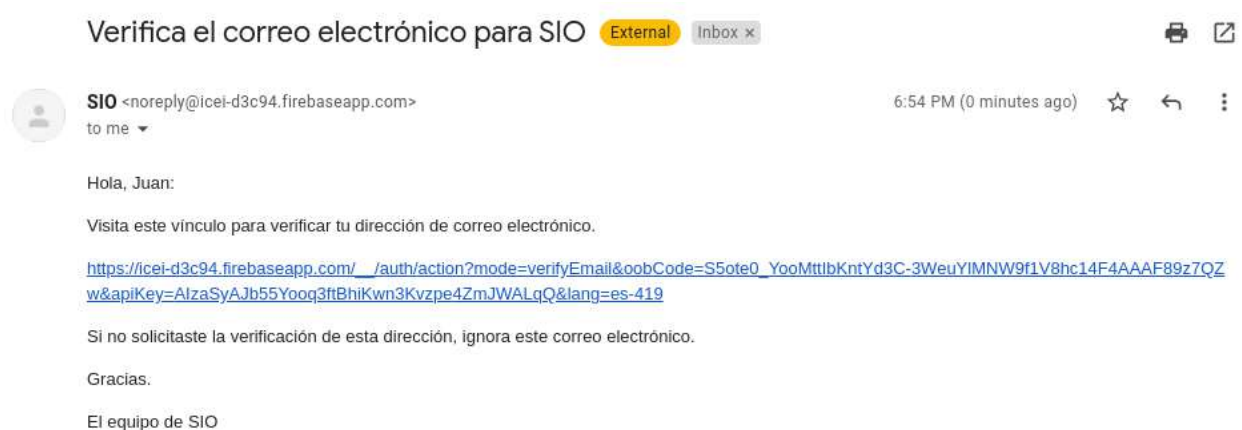 Verifica el correo electrónico para SIO External Inbox ×
SIO <noreply@icei-d3c94.firebaseapp.com> 6:54 PM (0 minutes ago)
to me
Hola, Juan:
Visita este vínculo para verificar tu dirección de correo electrónico.
https://icei-d3c94.firebaseapp.com/__/auth/action?mode=verifyEmail&oobCode=S5ote0_YooMttIbKntYd3C-3WeuYlMNW9f1V8hc14F4AAAF89z7QZ
w&apiKey=AIzaSyAJb55Yooq3ftBhiKwn3Kvzpe4ZmJWALqQ&lang=es-419
Si no solicitaste la verificación de esta dirección, ignora este correo electrónico.
Gracias.
El equipo de SIO